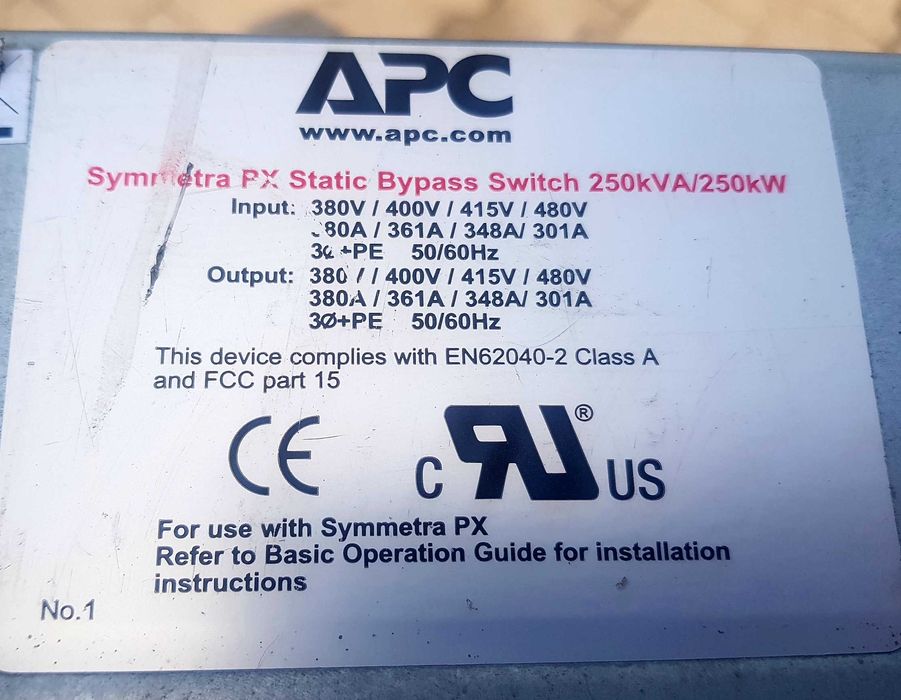 APC
www.apc.com
Symmetra PX Static Bypass Switch 250kVA/250kW
Input: 380V / 400V / 415V / 480V
380A / 361A / 348A/ 301A
3Ø+PE 50/60Hz
Output: 380V / 400V / 415V / 480V
380A / 361A / 348A/ 301A
3Ø+PE 50/60Hz
This device complies with EN62040-2 Class A
and FCC part 15
CE
C RU® US
For use with Symmetra PX
Refer to Basic Operation Guide for installation
instructions
No.1